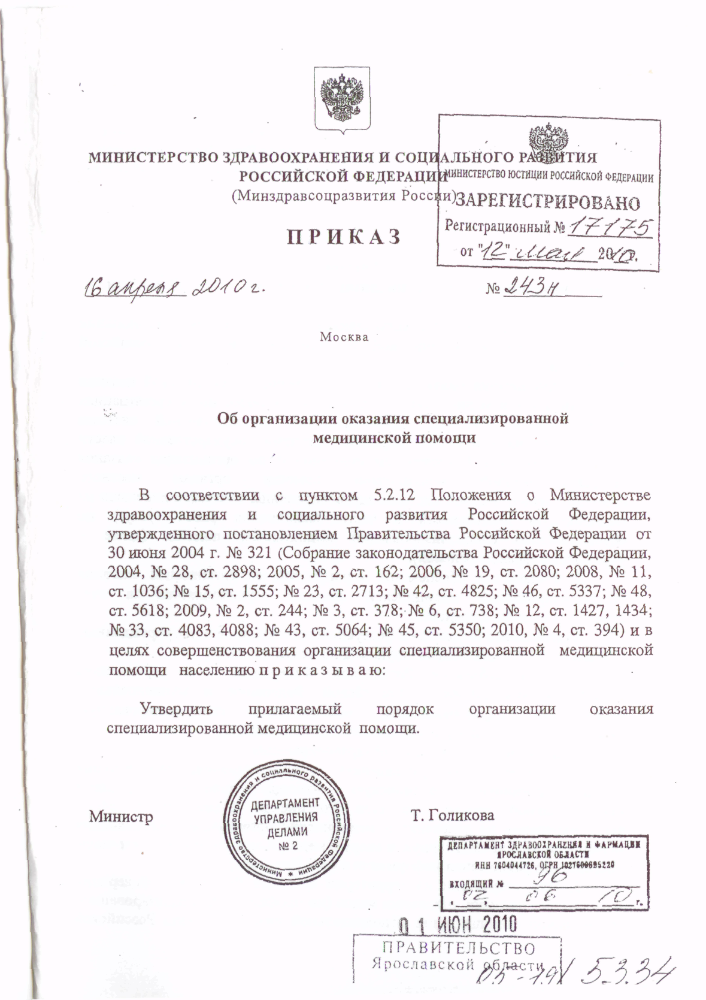 МИНИСТЕРСТВО ЗДРАВООХРАНЕНИЯ И СОЦИАЛЬНОГО РАЗВИТИЯ
РОССИЙСКОЙ ФЕДЕРАЦИИ
(Минздравсоцразвития России)
МИНИСТЕРСТВО ЮСТИЦИИ РОССИЙСКОЙ ФЕДЕРАЦИИ
ЗАРЕГИСТРИРОВАНО
Регистрационный № 17175
от "12" мая 2010 г.
ПРИКАЗ
16 апреля 2010 г.
№ 243н
Москва
Об организации оказания специализированной
медицинской помощи
В соответствии с пунктом 5.2.12 Положения о Министерстве
здравоохранения и социального развития Российской Федерации,
утвержденного постановлением Правительства Российской Федерации от
30 июня 2004 г. № 321 (Собрание законодательства Российской Федерации,
2004, № 28, ст. 2898; 2005, № 2, ст. 162; 2006, № 19, ст. 2080; 2008, № 11,
ст. 1036; № 15, ст. 1555; № 23, ст. 2713; № 42, ст. 4825; № 46, ст. 5337; № 48,
ст. 5618; 2009, № 2, ст. 244; № 3, ст. 378; № 6, ст. 738; № 12, ст. 1427, 1434;
№ 33, ст. 4083, 4088; № 43, ст. 5064; № 45, ст. 5350; 2010, № 4, ст. 394) и в
целях совершенствования организации специализированной медицинской
помощи населению п р и к а з ы в а ю:
Утвердить прилагаемый порядок организации оказания
специализированной медицинской помощи.
Министр
Министерство здравоохранения и социального развития Российской Федерации *
ДЕПАРТАМЕНТ
УПРАВЛЕНИЯ
ДЕЛАМИ
№ 2
Т. Голикова
ДЕПАРТАМЕНТ ЗДРАВООХРАНЕНИЯ И ФАРМАЦИИ
ЯРОСЛАВСКОЙ ОБЛАСТИ
ИНН 7604044726, ОГРН 1027600695220
ВХОДЯЩИЙ № 96
02 06 10 г.
01 ИЮН 2010
ПРАВИТЕЛЬСТВО
Ярославской области